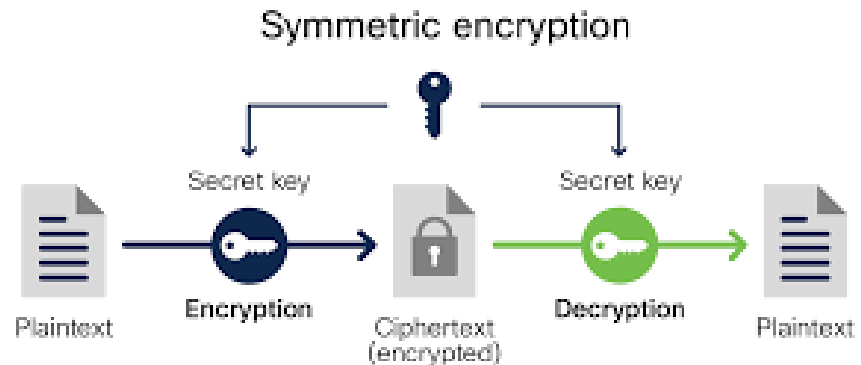 Symmetric encryption
Secret key
Secret key
Encryption
Decryption
Plaintext
Ciphertext
(encrypted)
Plaintext